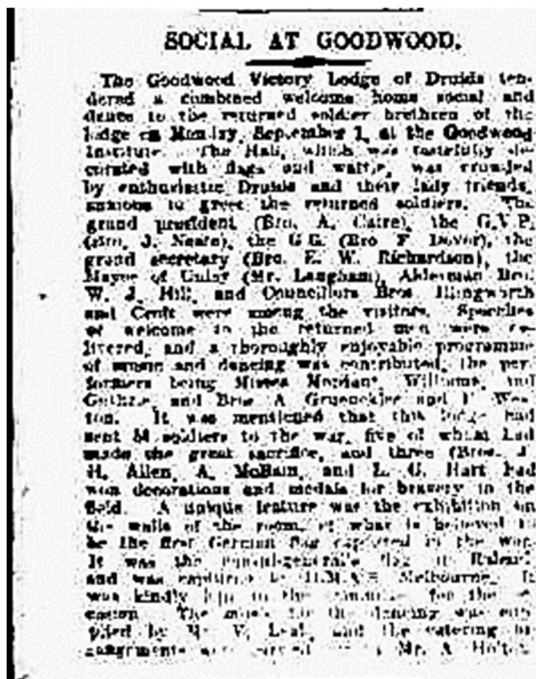 SOCIAL AT GOODWOOD.
The Goodwood Victory Lodge of Druids ten-
dered a combined welcome home social and
dance to the returned soldier brethren of the
lodge on Monday, September 1, at the Goodwood
Institute. The Hall, which was tastefully de-
corated with flags and wattle, was crowded
by enthusiastic Druids and their lady friends,
anxious to greet the returned soldiers. The
grand president (Bro. A. Caire), the G.V.P.
(Bro. J. Neate), the G.G. (Bro F. Dover), the
grand secretary (Bro. E. W. Richardson), the
Mayor of Unley (Mr. Langham), Alderman Bro.
W. J. Hill, and Councillors Bros. Illingworth
and Croft were among the visitors. Speeches
of welcome to the returned men were de-
livered, and a thoroughly enjoyable programme
of music and dancing was contributed, the per-
formers being Misses Williams, and
Guthrie and Bros. A. and
ton. It was mentioned that this lodge had
sent soldiers to the war, five of whom had
made the great sacrifice, and three (Bros. J.
H. Allen, A. McBain, and L. G. Hart had
won decorations and medals for bravery in the
field. A unique feature was the exhibition on
the walls of the room, of what is believed to
be the first German flag captured in the war.
It was the flag
and was captured by H.M.A.S. Melbourne. It
was kindly to the for the
casion. The music for the dancing was sup-
plied by and the catering ar-
rangements Mr. A.